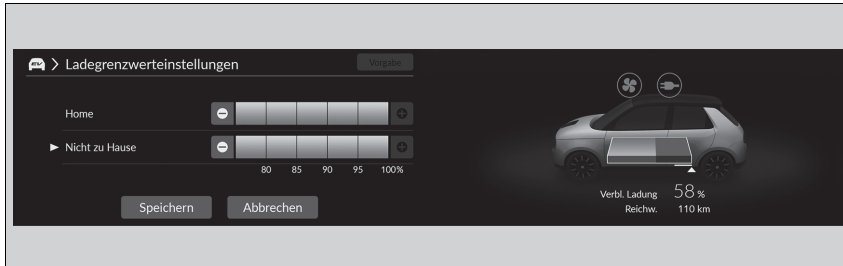 Ladegrenzwerteinstellungen
Vorgabe
Home
Nicht zu Hause
80 85 90 95 100%
Speichern Abbrechen
Verbl. Ladung 58 %
Reichw. 110 km